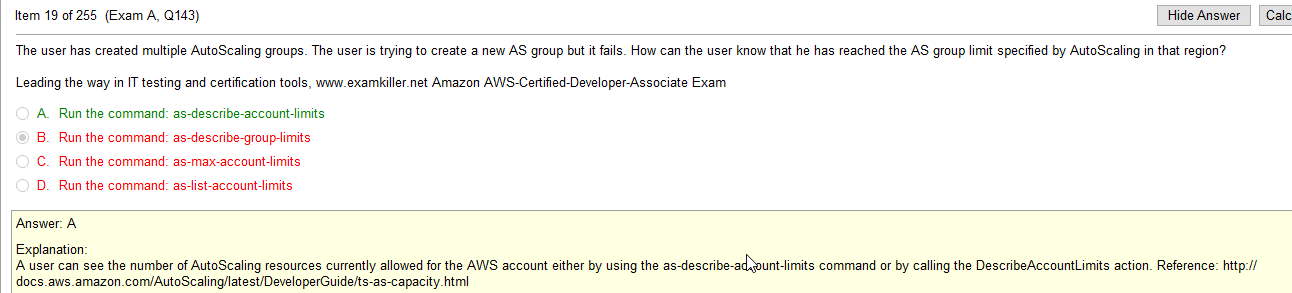 Item 19 of 255 (Exam A, Q143)
Hide Answer
Calc
The user has created multiple AutoScaling groups. The user is trying to create a new AS group but it fails. How can the user know that he has reached the AS group limit specified by AutoScaling in that region?
Leading the way in IT testing and certification tools, www.examkiller.net Amazon AWS-Certified-Developer-Associate Exam
A. Run the command: as-describe-account-limits
B. Run the command: as-describe-group-limits
C. Run the command: as-max-account-limits
D. Run the command: as-list-account-limits
Answer: A
Explanation:
A user can see the number of AutoScaling resources currently allowed for the AWS account either by using the as-describe-account-limits command or by calling the DescribeAccountLimits action. Reference: http://
docs.aws.amazon.com/AutoScaling/latest/DeveloperGuide/ts-as-capacity.html